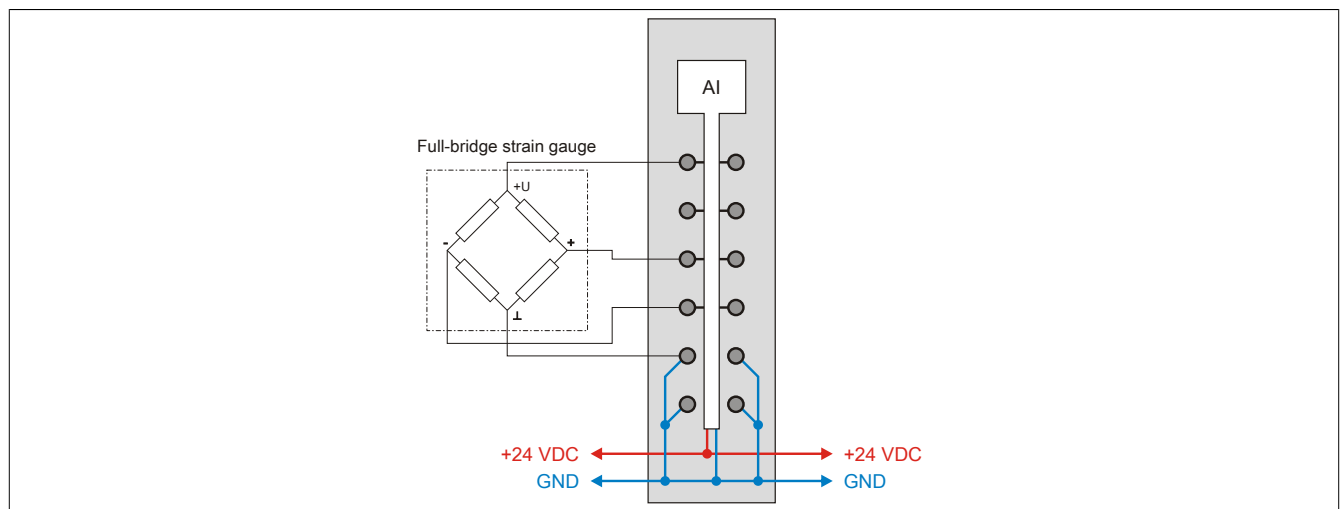 AI
Full-bridge strain gauge
+U
- +
⊥
+24 VDC +24 VDC
GND GND